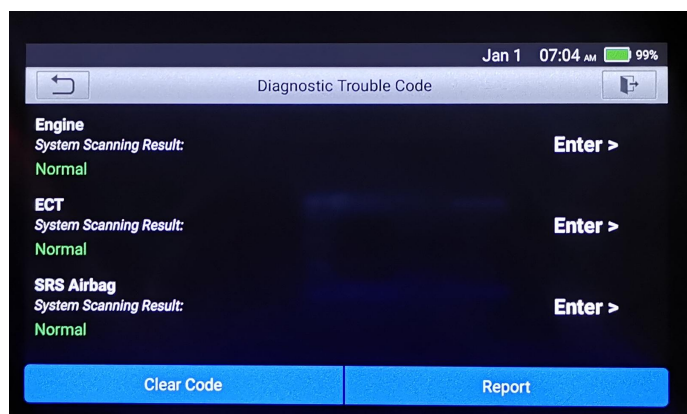 Jan 1 07:04 AM 99%
Diagnostic Trouble Code
Engine
System Scanning Result:
Enter >
Normal
ECT
System Scanning Result:
Enter >
Normal
SRS Airbag
System Scanning Result:
Enter >
Normal
Clear Code Report